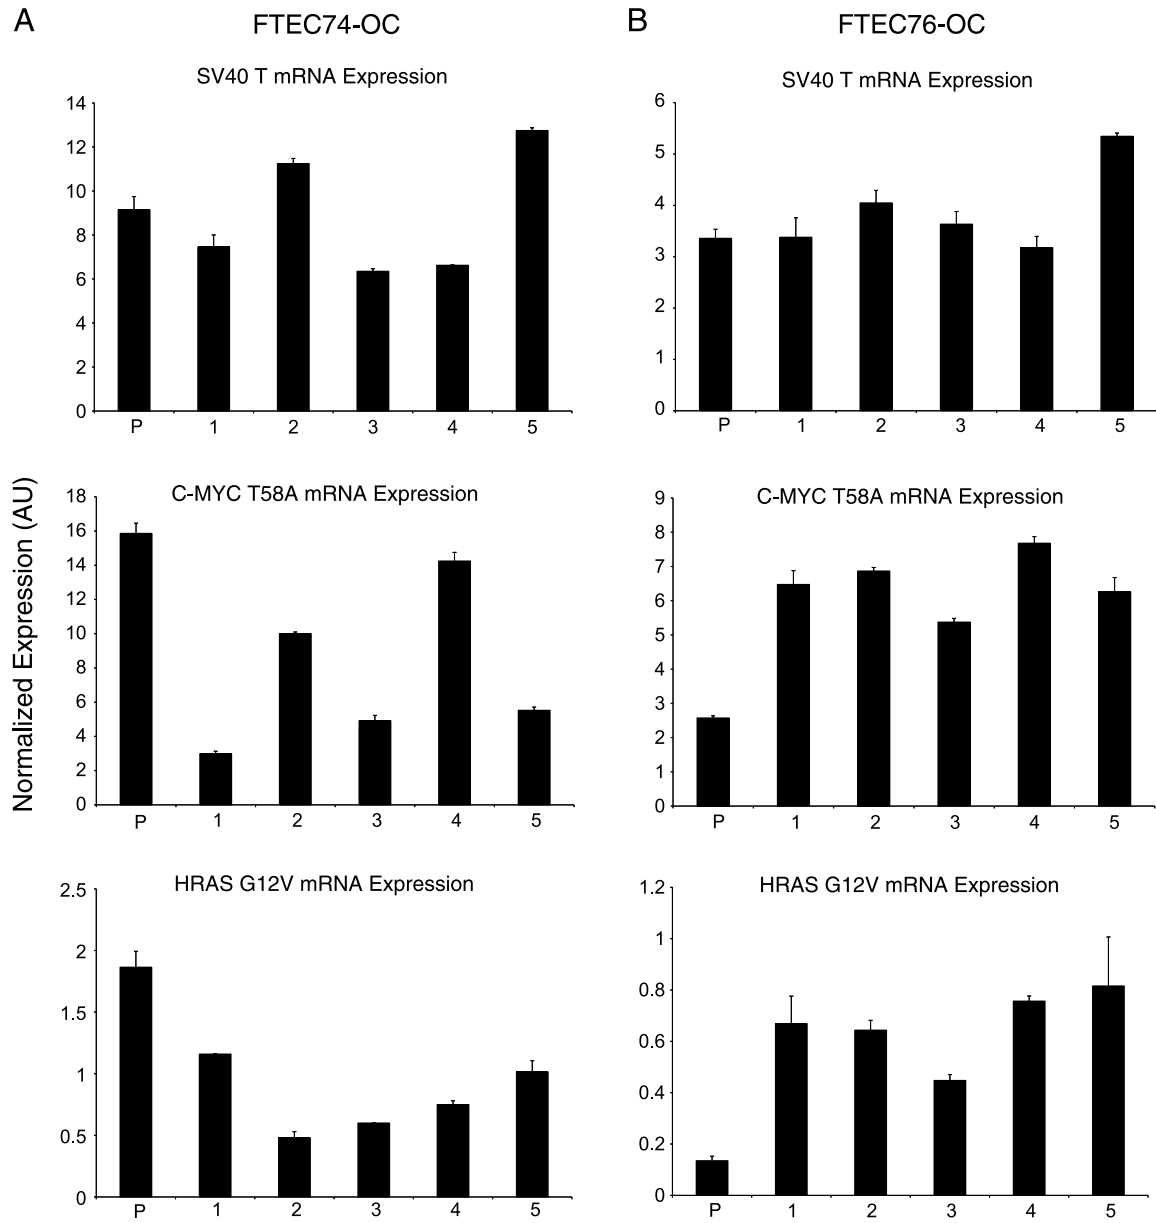 A
FTEC74-OC
B
FTEC76-OC
SV40 T mRNA Expression
14
12
10
8
6
4
2
0
P 1 2 3 4 5
SV40 T mRNA Expression
6
5
4
3
2
1
0
P 1 2 3 4 5
Normalized Expression (AU)
C-MYC T58A mRNA Expression
18
16
14
12
10
8
6
4
2
0
P 1 2 3 4 5
C-MYC T58A mRNA Expression
9
8
7
6
5
4
3
2
1
0
P 1 2 3 4 5
HRAS G12V mRNA Expression
2.5
2
1.5
1
0.5
0
P 1 2 3 4 5
HRAS G12V mRNA Expression
1.2
1
0.8
0.6
0.4
0.2
0
P 1 2 3 4 5